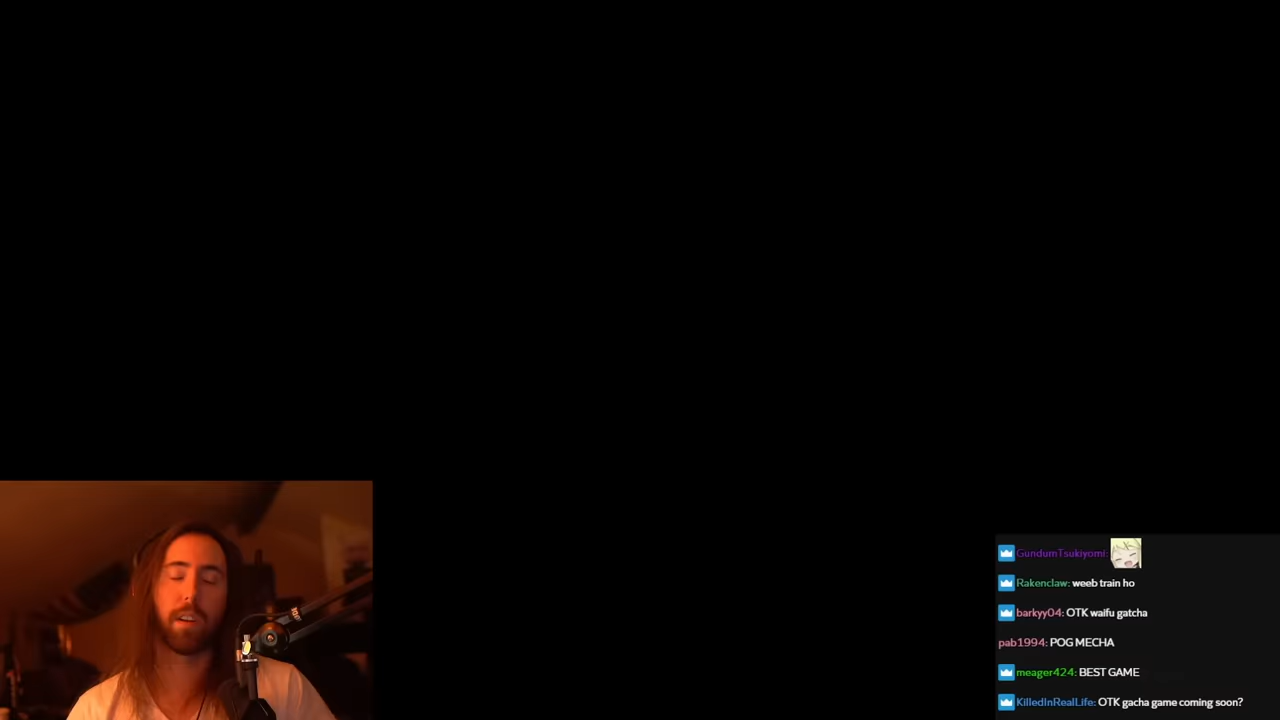 GundumTsukiyomi:
Rakenclaw: weeb train ho
barkyy04: OTK waifu gatcha
pab1994: POG MECHA
meager424: BEST GAME
KilledInRealLife: OTK gacha game coming soon?